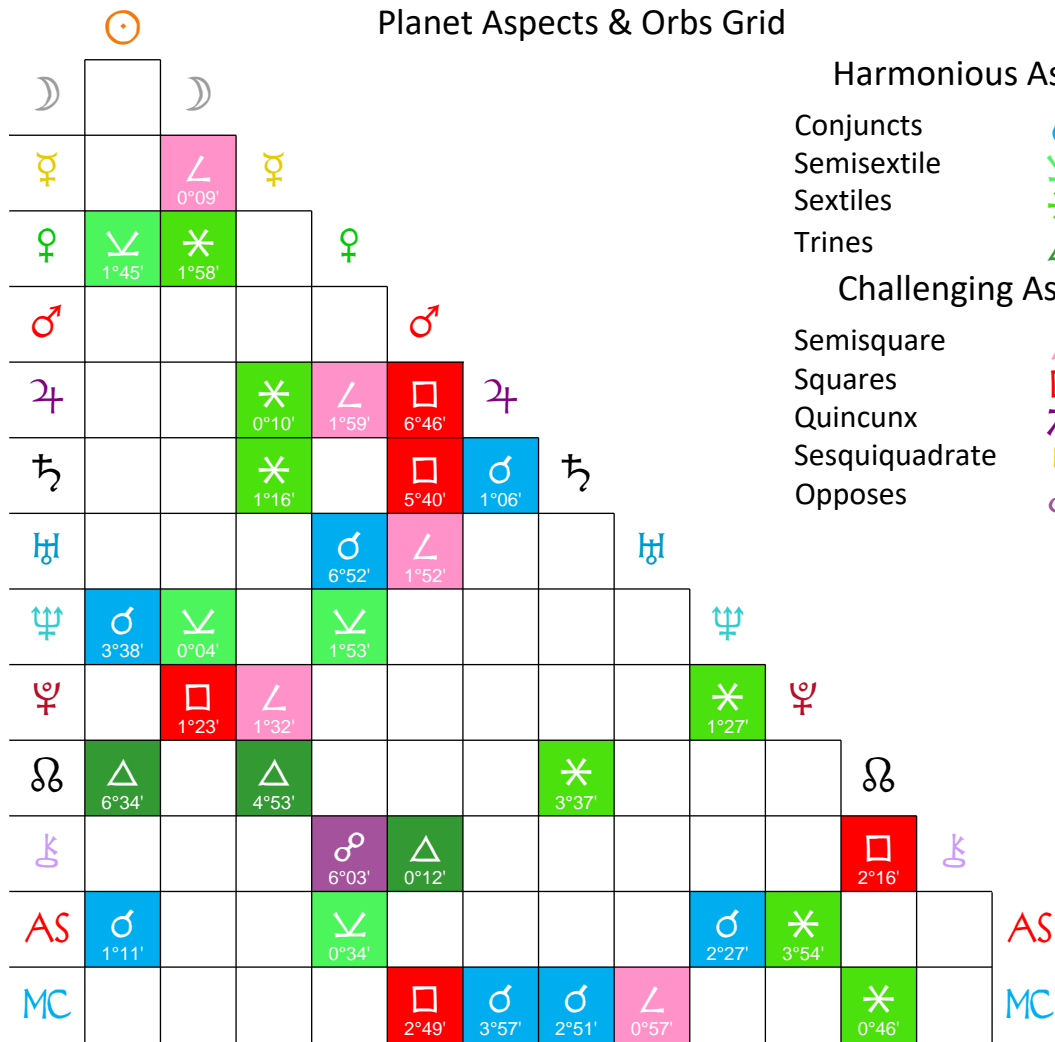 Planet Aspects & Orbs Grid
Harmonious As
Conjuncts
Semisextile
Sextiles
Trines
Challenging As
Semisquare
Squares
Quincunx
Sesquiquadrate
Opposes
☉
☽ ☽
☿ 0°09' ☿
♀ 1°45' 1°58' ♀
♂ ♂
♃ 0°10' 1°59' 6°46' ♃
♄ 1°16' 5°40' 1°06' ♄
♅ 6°52' 1°52' ♅
♆ 3°38' 0°04' 1°53' ♆
♇ 1°23' 1°32' 1°27' ♇
☊ 6°34' 4°53' 3°37' ☊
⚷ 6°03' 0°12' 2°16' ⚷
AS 1°11' 0°34' 2°27' 3°54' AS
MC 2°49' 3°57' 2°51' 0°57' 0°46' MC